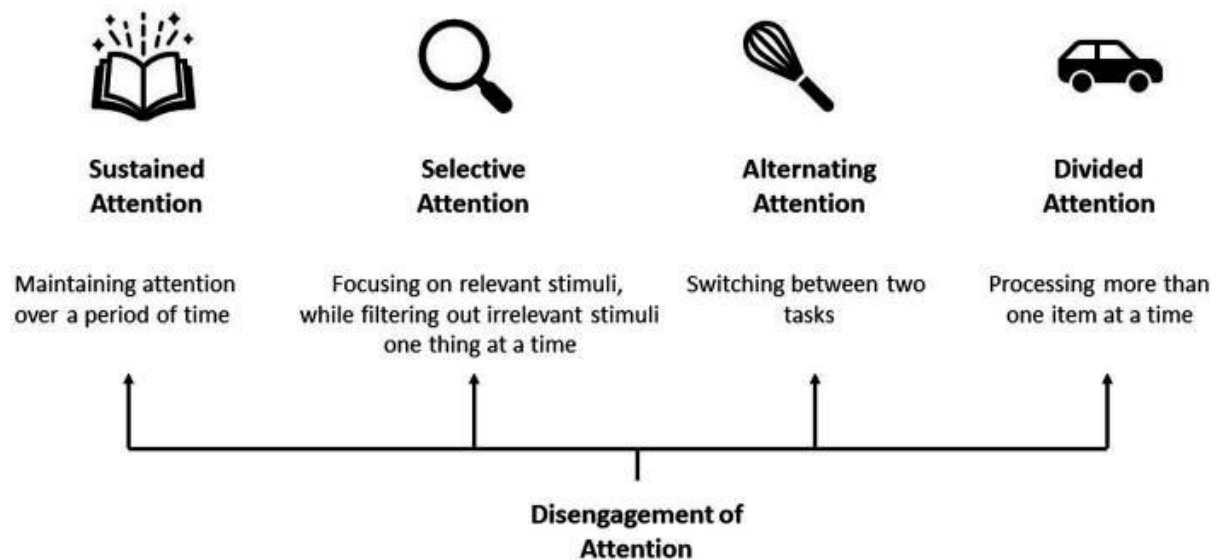 Sustained
Attention
Selective
Attention
Alternating
Attention
Divided
Attention
Maintaining attention
over a period of time
Focusing on relevant stimuli,
while filtering out irrelevant stimuli
one thing at a time
Switching between two
tasks
Processing more than
one item at a time
Disengagement of
Attention